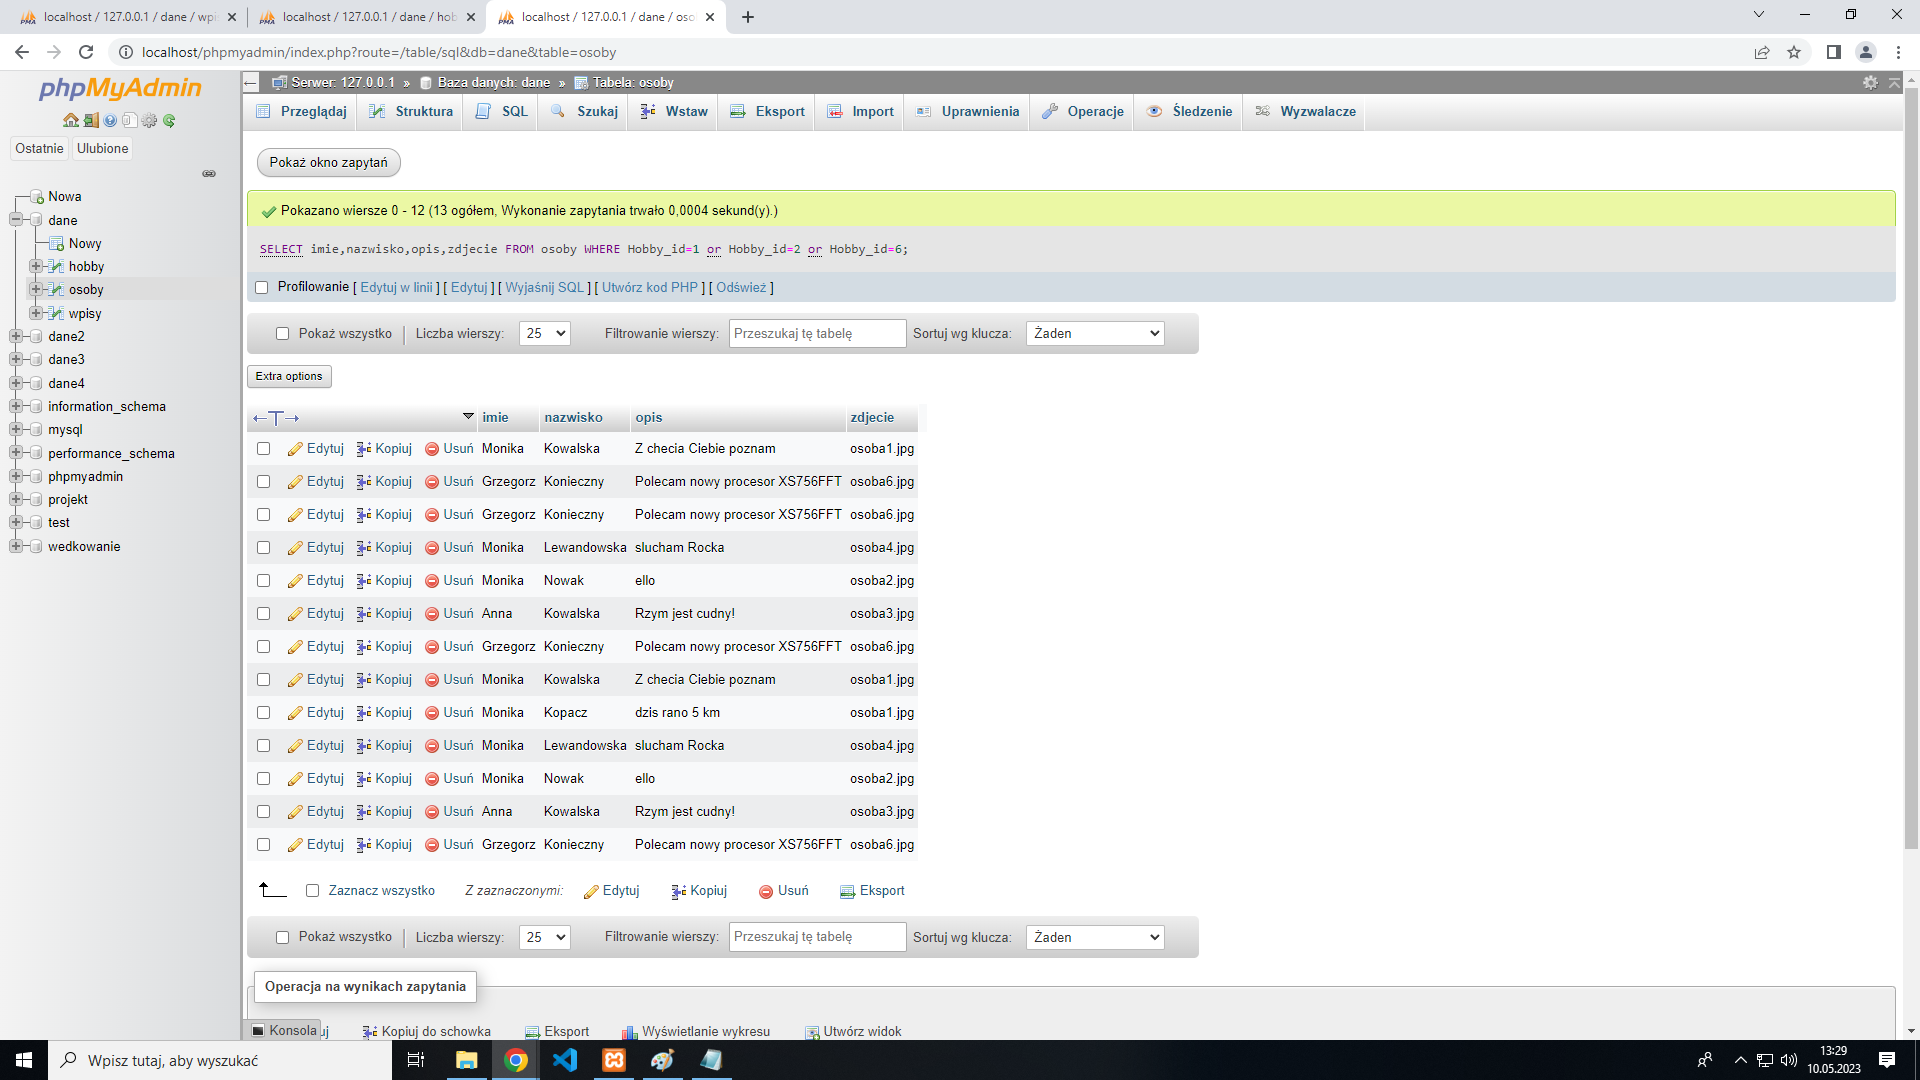 localhost / 127.0.0.1 / dane / wpi
localhost / 127.0.0.1 / dane / hob
localhost / 127.0.0.1 / dane / oso
localhost/phpmyadmin/index.php?route=/table/sql&db=dane&table=osoby
phpMyAdmin
Ostatnie
Ulubione
Nowa
dane
Nowy
hobby
osoby
wpisy
dane2
dane3
dane4
information_schema
mysql
performance_schema
phpmyadmin
projekt
test
wedkowanie
Serwer: 127.0.0.1 » Baza danych: dane » Tabela: osoby
Przeglądaj Struktura SQL Szukaj Wstaw Eksport Import Uprawnienia Operacje Śledzenie Wyzwalacze
Pokaż okno zapytań
Pokazano wiersze 0 - 12 (13 ogółem, Wykonanie zapytania trwało 0,0004 sekund(y).)
SELECT imie,nazwisko,opis,zdjecie FROM osoby WHERE Hobby_id=1 or Hobby_id=2 or Hobby_id=6;
Profilowanie [ Edytuj w linii ] [ Edytuj ] [ Wyjaśnij SQL ] [ Utwórz kod PHP ] [ Odśwież ]
Pokaż wszystko Liczba wierszy: 25 Filtrowanie wierszy: Przeszukaj tę tabelę Sortuj wg klucza: Żaden
Extra options
←T→ imie nazwisko opis zdjecie
Edytuj Kopiuj Usuń Monika Kowalska Z checia Ciebie poznam osoba1.jpg
Edytuj Kopiuj Usuń Grzegorz Konieczny Polecam nowy procesor XS756FFT osoba6.jpg
Edytuj Kopiuj Usuń Grzegorz Konieczny Polecam nowy procesor XS756FFT osoba6.jpg
Edytuj Kopiuj Usuń Monika Lewandowska slucham Rocka osoba4.jpg
Edytuj Kopiuj Usuń Monika Nowak ello osoba2.jpg
Edytuj Kopiuj Usuń Anna Kowalska Rzym jest cudny! osoba3.jpg
Edytuj Kopiuj Usuń Grzegorz Konieczny Polecam nowy procesor XS756FFT osoba6.jpg
Edytuj Kopiuj Usuń Monika Kowalska Z checia Ciebie poznam osoba1.jpg
Edytuj Kopiuj Usuń Monika Kopacz dzis rano 5 km osoba1.jpg
Edytuj Kopiuj Usuń Monika Lewandowska slucham Rocka osoba4.jpg
Edytuj Kopiuj Usuń Monika Nowak ello osoba2.jpg
Edytuj Kopiuj Usuń Anna Kowalska Rzym jest cudny! osoba3.jpg
Edytuj Kopiuj Usuń Grzegorz Konieczny Polecam nowy procesor XS756FFT osoba6.jpg
Zaznacz wszystko Z zaznaczonymi: Edytuj Kopiuj Usuń Eksport
Pokaż wszystko Liczba wierszy: 25 Filtrowanie wierszy: Przeszukaj tę tabelę Sortuj wg klucza: Żaden
Operacja na wynikach zapytania
Konsola uj Kopiuj do schowka Eksport Wyświetlanie wykresu Utwórz widok
Wpisz tutaj, aby wyszukać
13:29
10.05.2023